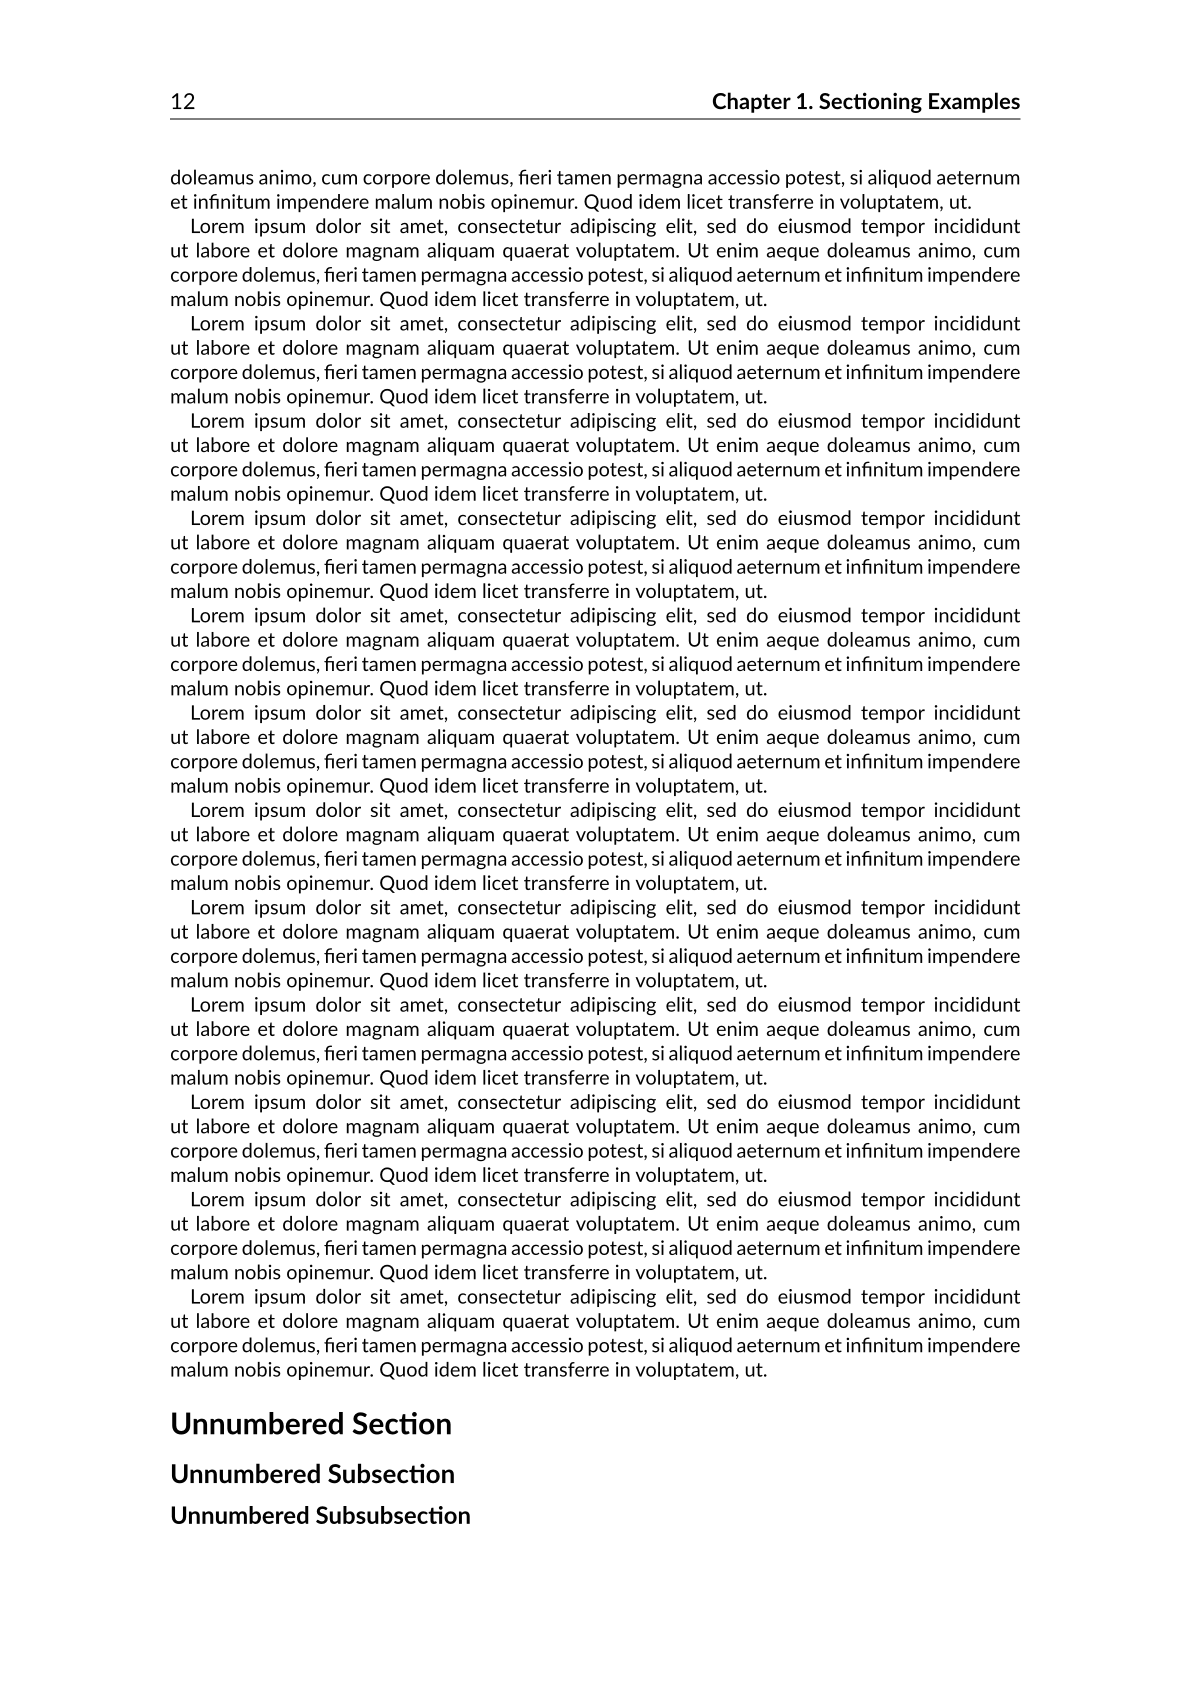 12 Chapter 1. Sectioning Examples
doleamus animo, cum corpore dolemus, fieri tamen permagna accessio potest, si aliquod aeternum
et infinitum impendere malum nobis opinemur. Quod idem licet transferre in voluptatem, ut.
Lorem ipsum dolor sit amet, consectetur adipiscing elit, sed do eiusmod tempor incididunt
ut labore et dolore magnam aliquam quaerat voluptatem. Ut enim aeque doleamus animo, cum
corpore dolemus, fieri tamen permagna accessio potest, si aliquod aeternum et infinitum impendere
malum nobis opinemur. Quod idem licet transferre in voluptatem, ut.
Lorem ipsum dolor sit amet, consectetur adipiscing elit, sed do eiusmod tempor incididunt
ut labore et dolore magnam aliquam quaerat voluptatem. Ut enim aeque doleamus animo, cum
corpore dolemus, fieri tamen permagna accessio potest, si aliquod aeternum et infinitum impendere
malum nobis opinemur. Quod idem licet transferre in voluptatem, ut.
Lorem ipsum dolor sit amet, consectetur adipiscing elit, sed do eiusmod tempor incididunt
ut labore et dolore magnam aliquam quaerat voluptatem. Ut enim aeque doleamus animo, cum
corpore dolemus, fieri tamen permagna accessio potest, si aliquod aeternum et infinitum impendere
malum nobis opinemur. Quod idem licet transferre in voluptatem, ut.
Lorem ipsum dolor sit amet, consectetur adipiscing elit, sed do eiusmod tempor incididunt
ut labore et dolore magnam aliquam quaerat voluptatem. Ut enim aeque doleamus animo, cum
corpore dolemus, fieri tamen permagna accessio potest, si aliquod aeternum et infinitum impendere
malum nobis opinemur. Quod idem licet transferre in voluptatem, ut.
Lorem ipsum dolor sit amet, consectetur adipiscing elit, sed do eiusmod tempor incididunt
ut labore et dolore magnam aliquam quaerat voluptatem. Ut enim aeque doleamus animo, cum
corpore dolemus, fieri tamen permagna accessio potest, si aliquod aeternum et infinitum impendere
malum nobis opinemur. Quod idem licet transferre in voluptatem, ut.
Lorem ipsum dolor sit amet, consectetur adipiscing elit, sed do eiusmod tempor incididunt
ut labore et dolore magnam aliquam quaerat voluptatem. Ut enim aeque doleamus animo, cum
corpore dolemus, fieri tamen permagna accessio potest, si aliquod aeternum et infinitum impendere
malum nobis opinemur. Quod idem licet transferre in voluptatem, ut.
Lorem ipsum dolor sit amet, consectetur adipiscing elit, sed do eiusmod tempor incididunt
ut labore et dolore magnam aliquam quaerat voluptatem. Ut enim aeque doleamus animo, cum
corpore dolemus, fieri tamen permagna accessio potest, si aliquod aeternum et infinitum impendere
malum nobis opinemur. Quod idem licet transferre in voluptatem, ut.
Lorem ipsum dolor sit amet, consectetur adipiscing elit, sed do eiusmod tempor incididunt
ut labore et dolore magnam aliquam quaerat voluptatem. Ut enim aeque doleamus animo, cum
corpore dolemus, fieri tamen permagna accessio potest, si aliquod aeternum et infinitum impendere
malum nobis opinemur. Quod idem licet transferre in voluptatem, ut.
Lorem ipsum dolor sit amet, consectetur adipiscing elit, sed do eiusmod tempor incididunt
ut labore et dolore magnam aliquam quaerat voluptatem. Ut enim aeque doleamus animo, cum
corpore dolemus, fieri tamen permagna accessio potest, si aliquod aeternum et infinitum impendere
malum nobis opinemur. Quod idem licet transferre in voluptatem, ut.
Lorem ipsum dolor sit amet, consectetur adipiscing elit, sed do eiusmod tempor incididunt
ut labore et dolore magnam aliquam quaerat voluptatem. Ut enim aeque doleamus animo, cum
corpore dolemus, fieri tamen permagna accessio potest, si aliquod aeternum et infinitum impendere
malum nobis opinemur. Quod idem licet transferre in voluptatem, ut.
Lorem ipsum dolor sit amet, consectetur adipiscing elit, sed do eiusmod tempor incididunt
ut labore et dolore magnam aliquam quaerat voluptatem. Ut enim aeque doleamus animo, cum
corpore dolemus, fieri tamen permagna accessio potest, si aliquod aeternum et infinitum impendere
malum nobis opinemur. Quod idem licet transferre in voluptatem, ut.
Lorem ipsum dolor sit amet, consectetur adipiscing elit, sed do eiusmod tempor incididunt
ut labore et dolore magnam aliquam quaerat voluptatem. Ut enim aeque doleamus animo, cum
corpore dolemus, fieri tamen permagna accessio potest, si aliquod aeternum et infinitum impendere
malum nobis opinemur. Quod idem licet transferre in voluptatem, ut.
Unnumbered Section
Unnumbered Subsection
Unnumbered Subsubsection